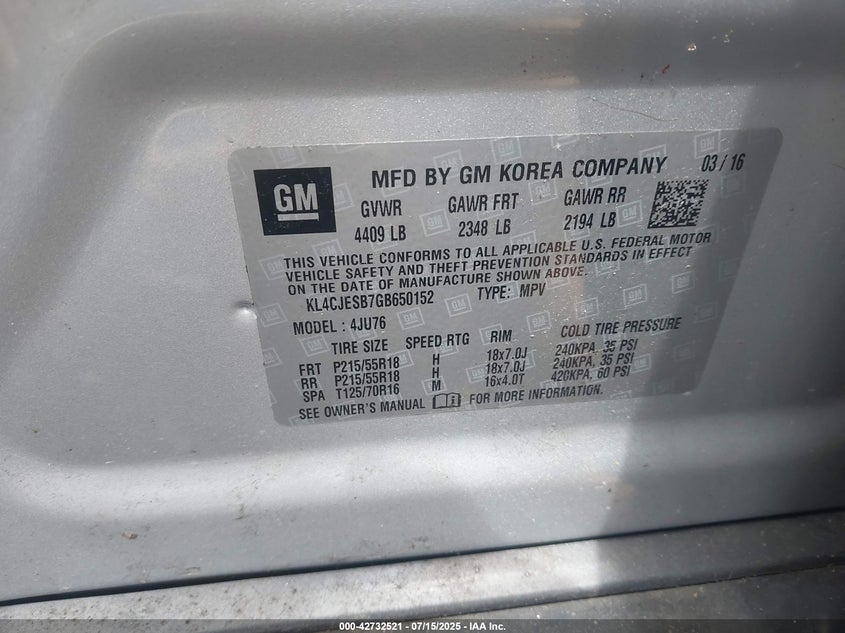 GM
MFD BY GM KOREA COMPANY 03/16
GVWR GAWR FRT GAWR RR
4409 LB 2348 LB 2194 LB
THIS VEHICLE CONFORMS TO ALL APPLICABLE U.S. FEDERAL MOTOR
VEHICLE SAFETY AND THEFT PREVENTION STANDARDS IN EFFECT
ON THE DATE OF MANUFACTURE SHOWN ABOVE.
KL4CJESB7GB650152 TYPE: MPV
MODEL : 4JU76
TIRE SIZE SPEED RTG RIM COLD TIRE PRESSURE
FRT P215/55R18 H 18x7.0J 240KPA, 35 PSI
RR P215/55R18 H 18x7.0J 240KPA, 35 PSI
SPA T125/70R16 M 16x4.0T 420KPA, 60 PSI
SEE OWNER'S MANUAL FOR MORE INFORMATION.
000-42732521 - 07/15/2025 - IAA Inc.